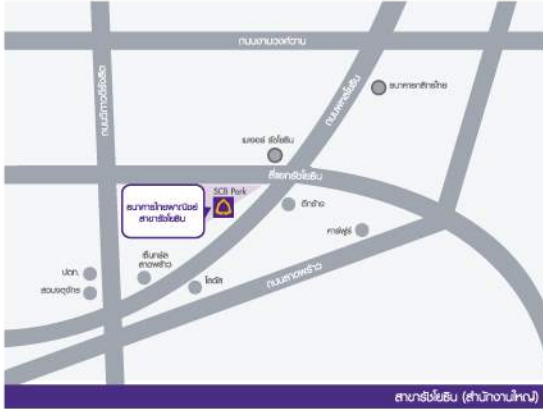 ถนนงามวงศ์วาน
ถนนวิภาวดีรังสิต
ถนนพหลโยธิน
ธนาคารกสิกรไทย
เมเจอร์ รัชโยธิน
สี่แยกรัชโยธิน
SCB Park
ธนาคารไทยพาณิชย์
สาขารัชโยธิน
ตึกช้าง
คาร์ฟูร์
เซ็นทรัล
ลาดพร้าว
ปตท.
สวนจตุจักร
โลตัส
ถนนลาดพร้าว
สาขารัชโยธิน (สำนักงานใหญ่)